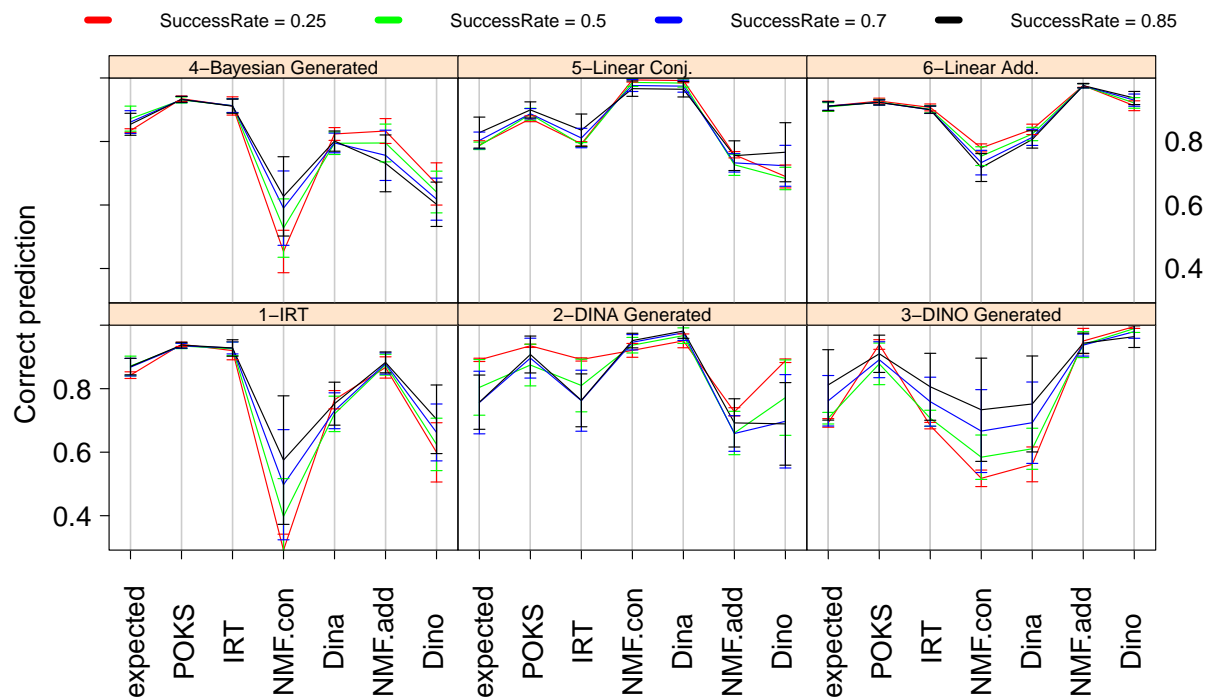 SuccessRate = 0.25 SuccessRate = 0.5 SuccessRate = 0.7 SuccessRate = 0.85
4−Bayesian Generated 5−Linear Conj. 6−Linear Add.
0.8
0.6
0.4
Correct prediction
1−IRT 2−DINA Generated 3−DINO Generated
0.8
0.6
0.4
expected POKS IRT NMF.con Dina NMF.add Dino expected POKS IRT NMF.con Dina NMF.add Dino expected POKS IRT NMF.con Dina NMF.add Dino